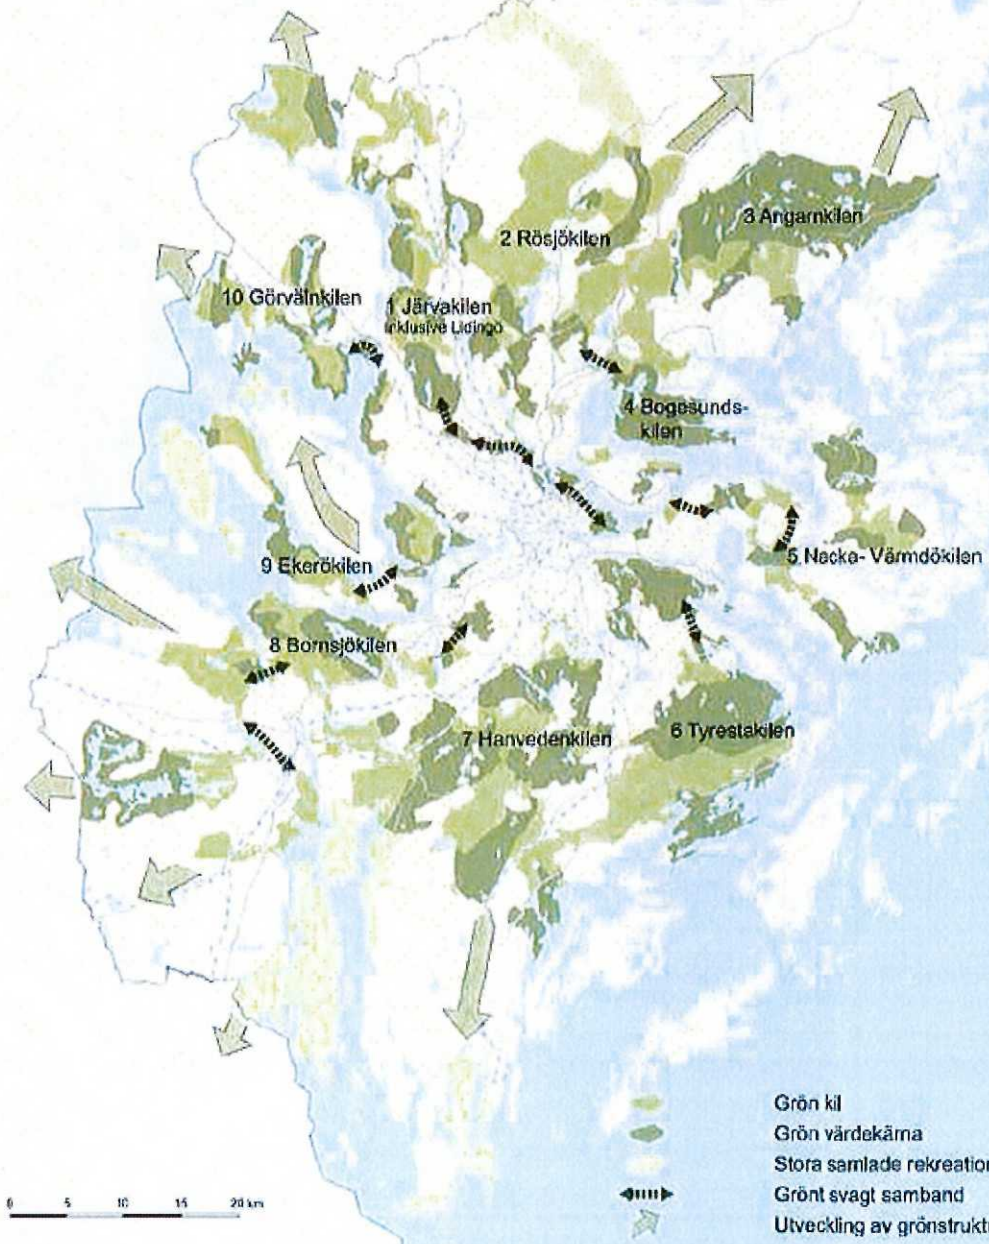 3 Angarnkilen
2 Rösjökilen
10 Görvälnkilen
1 Järvakilen
inklusive Lidingö
4 Bogesunds-
kilen
5 Nacka- Värmdökilen
9 Ekerökilen
8 Bornsjökilen
7 Hanvedenkilen
6 Tyrestakilen
Grön kil
Grön värdekärna
Stora samlade rekreation
Grönt svagt samband
Utveckling av grönstruktu
0 5 10 15 20 km